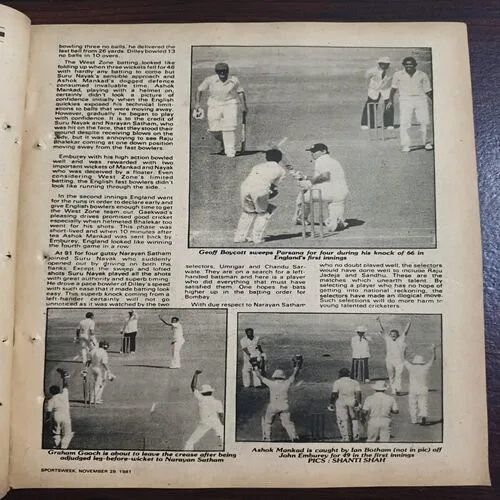 bowling three no balls, he delivered the
last ball from 26 yards. Dilley bowled 13
no balls in 10 overs.
The West Zone batting looked like
folding up when three wickets fell for 46
with hardly any batting to come but
Suru Nayak's sensible approach and
Ashok Mankad's dogged defence
consumed invaluable time. Ashok
Mankad, playing with a helmet on,
certainly didn't look a picture of
confidence initially when the English
quickies exposed his technical limit-
ations to balls that were moving away.
However, gradually he began to play
with confidence. It is to the credit of
Suru Nayak and Narayan Satham, who
was hit on the face, that they stood their
ground despite receiving blows on the
body but it was annoying to see Raju
Bhalekar coming at one down position
moving away from the fast bowlers.
Emburey with his high action bowled
well and was rewarded with two
important wickets of Mankad and Nayak
who was deceived by a floater. Even
considering West Zone's limited
batting, the English fast bowlers didn't
look like running through the side.
In the second innings England went
for the runs in order to declare early and
give English bowlers enough time to get
the West Zone team out. Gaekwad's
pleasing drives promised good cricket
especially when helmeted Bhalekar too
went for his shots. This phase was
short-lived and when 10 minutes after
tea Ashok Mankad was sent back by
Emburey, England looked like winning
the fourth game in a row.
At 91 for four gutsy Narayan Satham
joined Suru Nayak who suddenly
opened out by driving on both the
flanks. Except the sweep and lofted
shots Suru Nayak played all the shots
with great authority and flourish.
He drove a pace bowler of Dilley's speed
with such ease that it made batting look
easy. This superb knock coming from a
left-hander certainly will not go
unnoticed as it was watched by the two
Geoff Boycott sweeps Parsana for four during his knock of 66 in
England's first innings
selectors, Umrigar and Chandu Sar-
wate. They are on a search for a left-
handed batsman and here is a player
who did everything that must have
satisfied them. One hopes he bats
higher up in the batting order for
Bombay.
With due respect to Narayan Satham
who no doubt played well, the selectors
would have done well to include Raju
Jadeja and Sandhu. These are the
matches which unearth talent. By
selecting a player who has no hope of
getting into national reckoning, the
selectors have made an illogical move.
Such selections will do more harm to
young talented cricketers.
Graham Gooch is about to leave the crease after being
adjudged leg-before-wicket to Narayan Satham
Ashok Mankad is caught by Ian Botham (not in pic) off
John Emburey for 49 in the first innings
PICS : SHANTI SHAH
SPORTSWEEK, NOVEMBER 25 1981